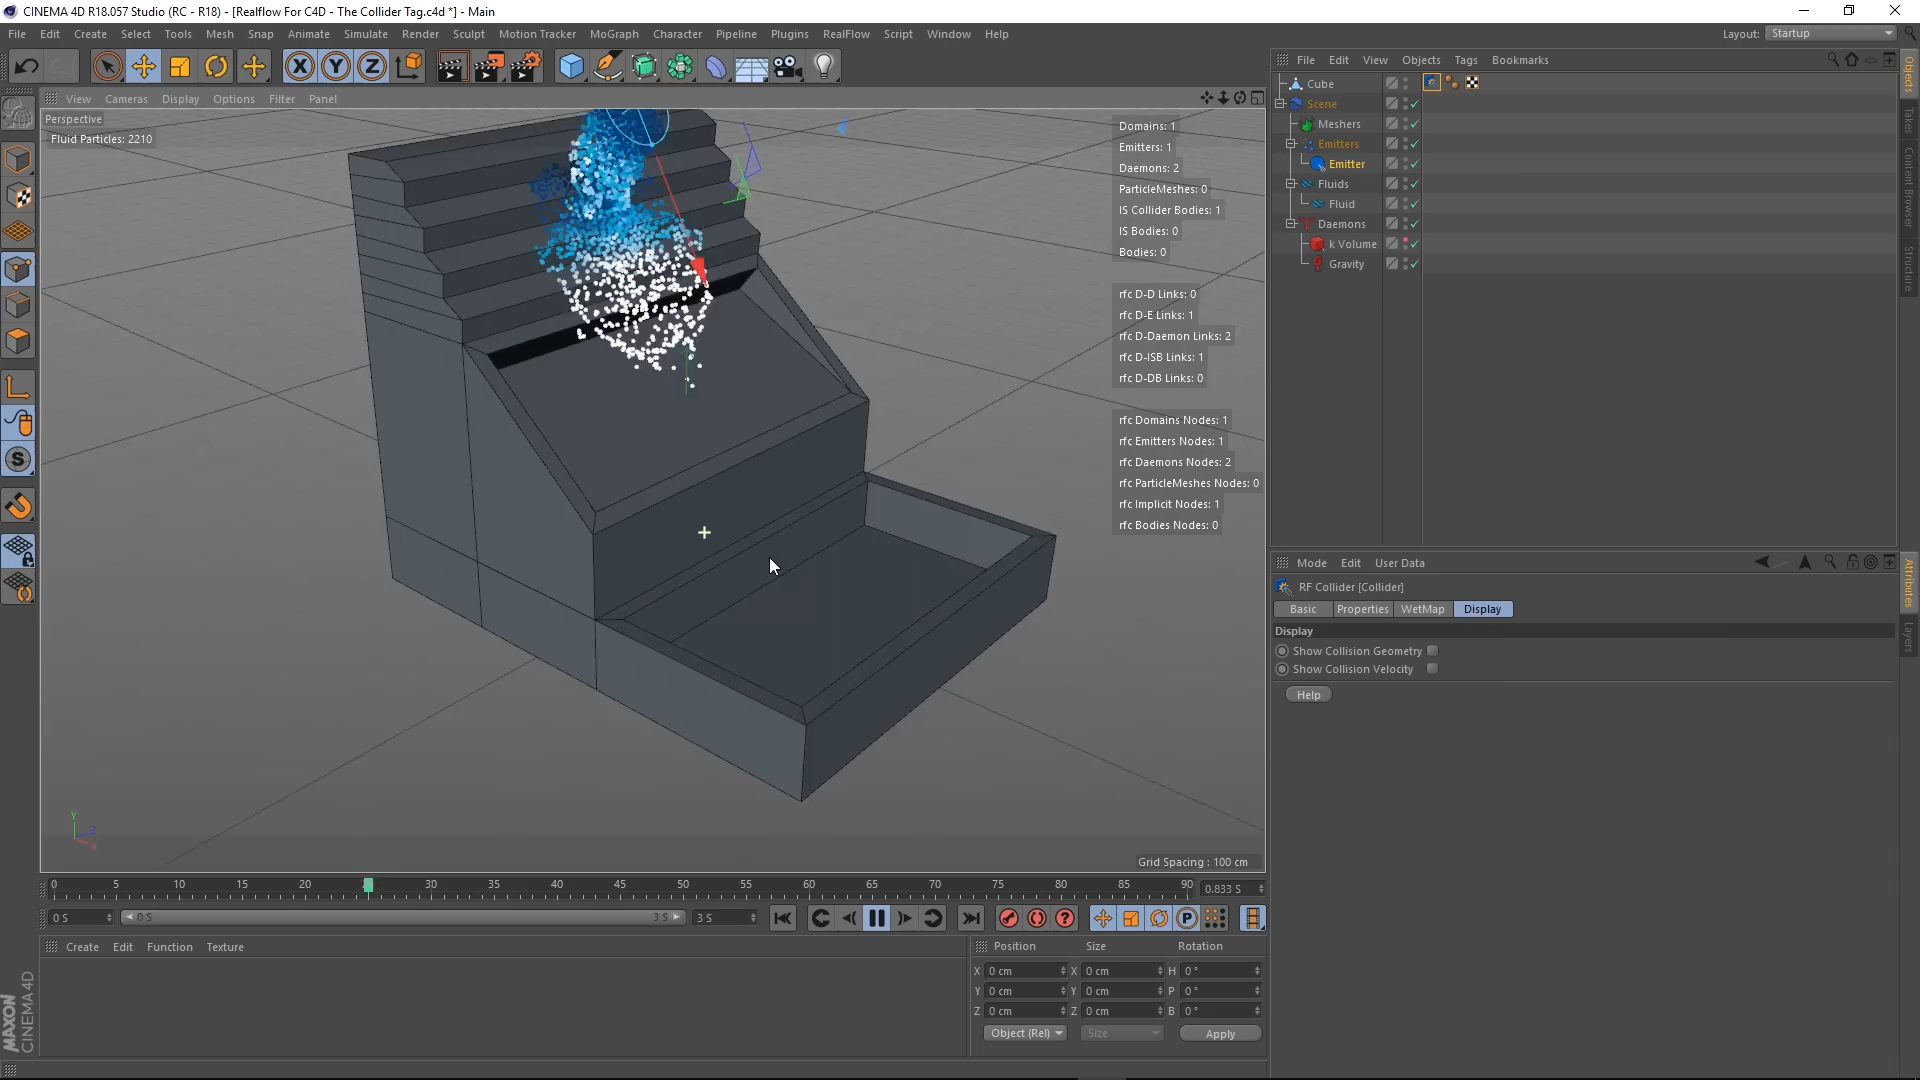 CINEMA 4D R18.057 Studio (RC - R18) - [Realflow For C4D - The Collider Tag.c4d *] - Main
File Edit Create Select Tools Mesh Snap Animate Simulate Render Sculpt Motion Tracker MoGraph Character Pipeline Plugins RealFlow Script Window Help
Layout: Startup
X Y Z
File Edit View Objects Tags Bookmarks
View Cameras Display Options Filter Panel
Perspective
Fluid Particles: 2210
Domains: 1
Emitters: 1
Daemons: 2
ParticleMeshes: 0
IS Collider Bodies: 1
IS Bodies: 0
Bodies: 0
rfc D-D Links: 0
rfc D-E Links: 1
rfc D-Daemon Links: 2
rfc D-ISB Links: 1
rfc D-DB Links: 0
rfc Domains Nodes: 1
rfc Emitters Nodes: 1
rfc Daemons Nodes: 2
rfc ParticleMeshes Nodes: 0
rfc Implicit Nodes: 1
rfc Bodies Nodes: 0
Cube
Scene
Meshers
Emitters
Emitter
Fluids
Fluid
Daemons
k Volume
Gravity
Objects
Takes
Content Browser
Structure
Mode Edit User Data
RF Collider [Collider]
Basic Properties WetMap Display
Display
Show Collision Geometry
Show Collision Velocity
Help
Attributes
Layers
S
Y
Z
X
Grid Spacing : 100 cm
0 5 10 15 20 30 35 40 45 50 55 60 65 70 75 80 85 90 0.833 S
0 S 0 S 3 S 3 S
? P
Create Edit Function Texture
Position Size Rotation
X 0 cm X 0 cm H 0 °
Y 0 cm Y 0 cm P 0 °
Z 0 cm Z 0 cm B 0 °
Object (Rel) Size Apply
MAXON
CINEMA 4D